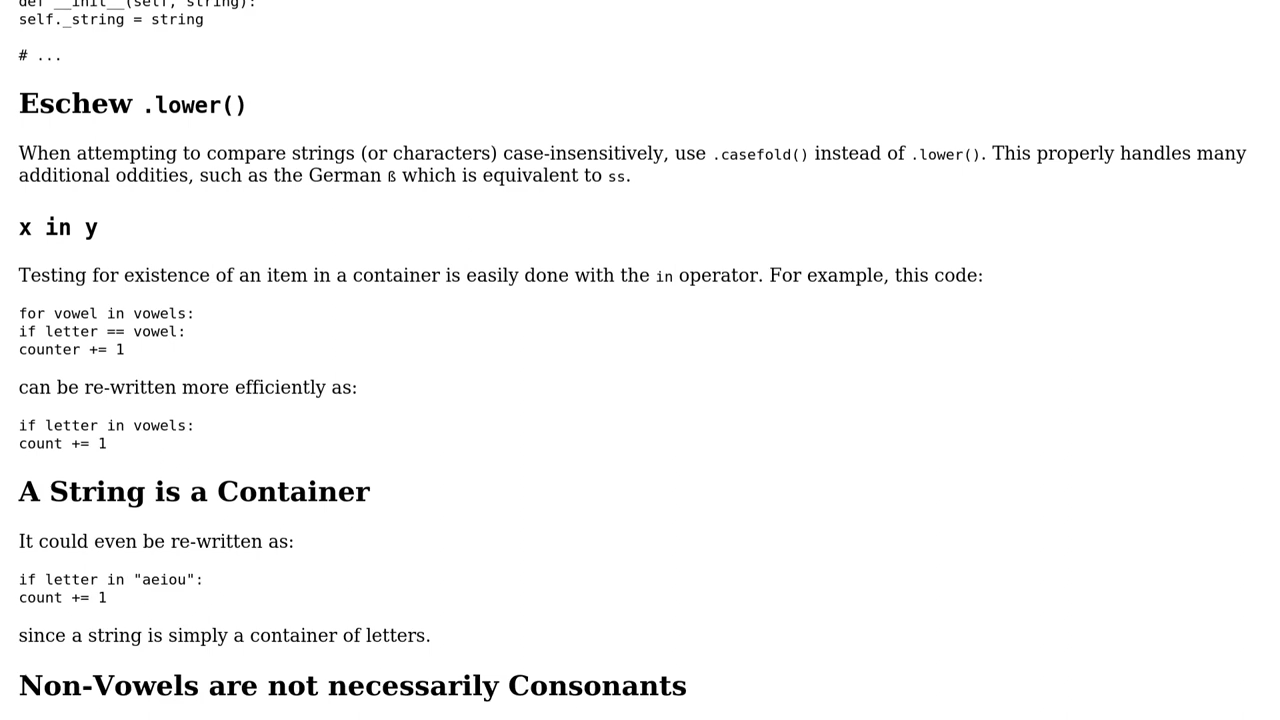 def __init__(self, string):
self._string = string
# ...
Eschew .lower()
When attempting to compare strings (or characters) case-insensitively, use .casefold() instead of .lower(). This properly handles many
additional oddities, such as the German ß which is equivalent to ss.
x in y
Testing for existence of an item in a container is easily done with the in operator. For example, this code:
for vowel in vowels:
if letter == vowel:
counter += 1
can be re-written more efficiently as:
if letter in vowels:
count += 1
A String is a Container
It could even be re-written as:
if letter in "aeiou":
count += 1
since a string is simply a container of letters.
Non-Vowels are not necessarily Consonants